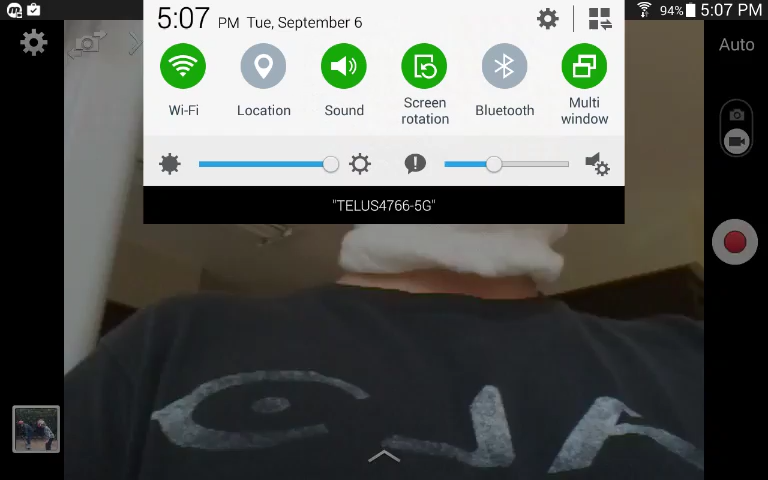 5:07 PM Tue, September 6
94% 5:07 PM
Auto
Wi-Fi
Location
Sound
Screen rotation
Bluetooth
Multi window
"TELUS4766-5G"